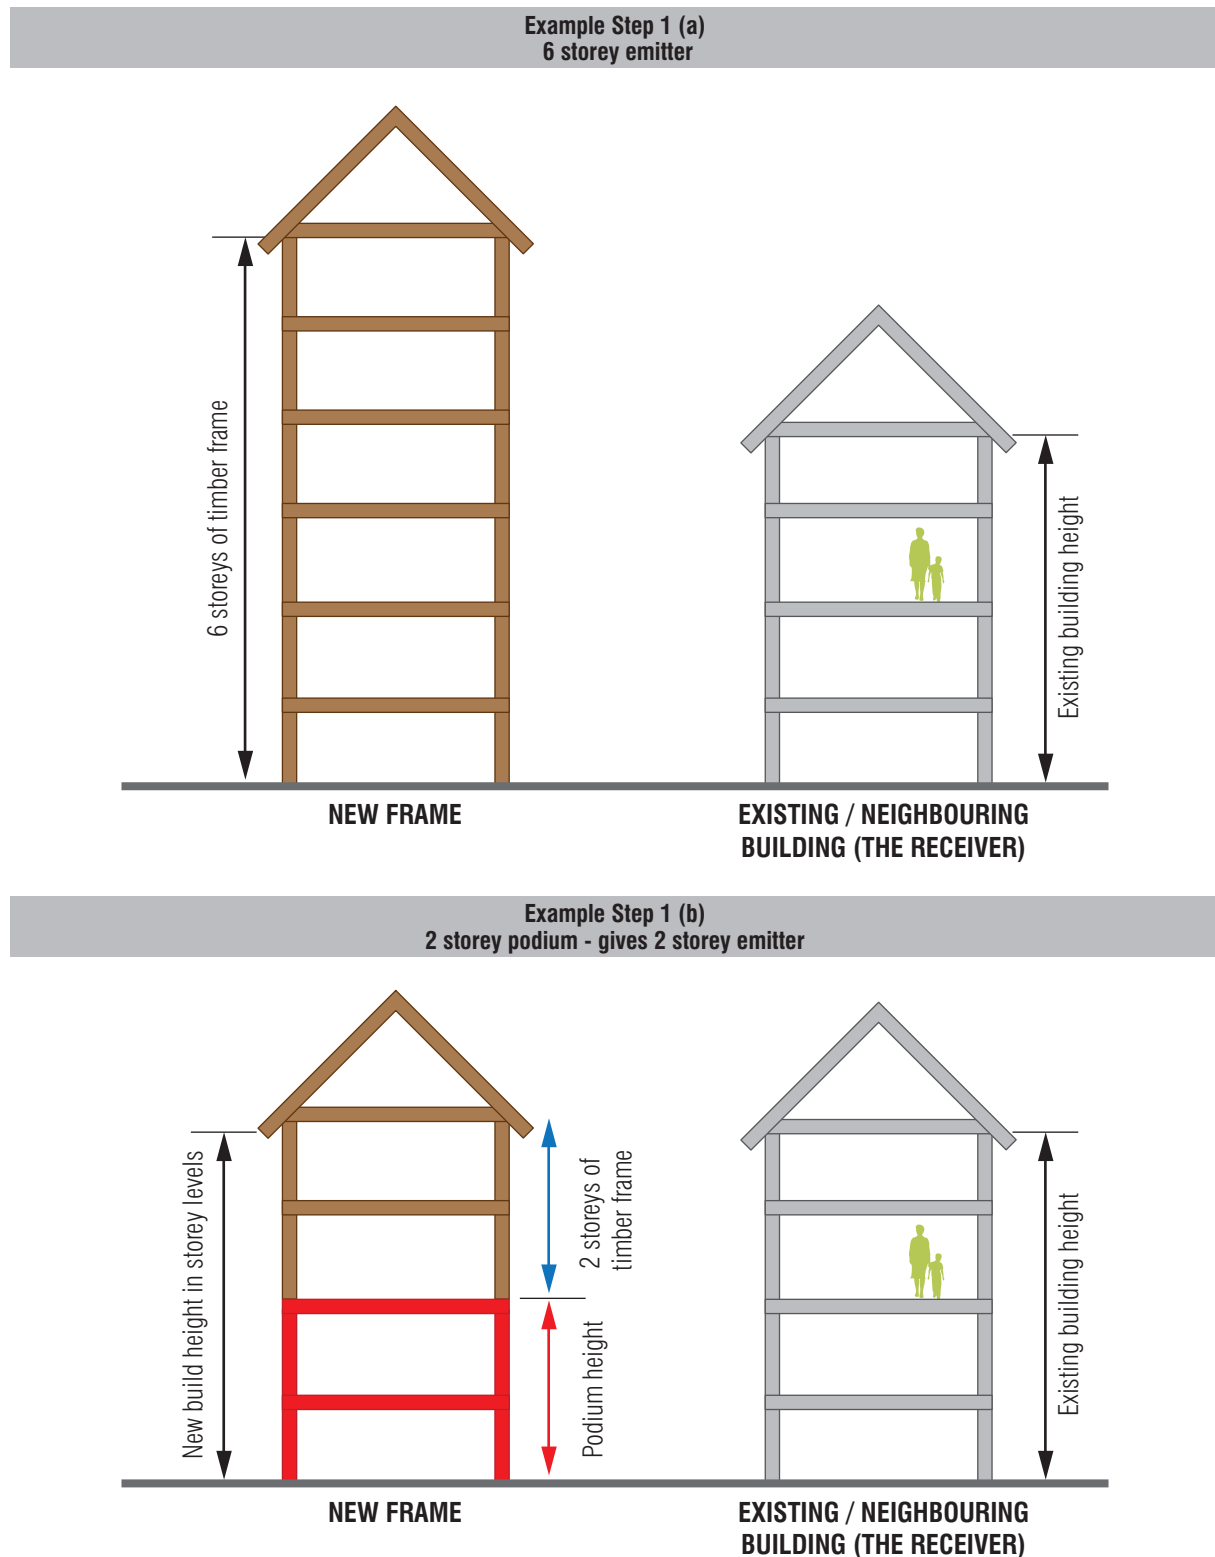 Example Step 1 (a)
6 storey emitter
6 storeys of timber frame
Existing building height
NEW FRAME
EXISTING / NEIGHBOURING
BUILDING (THE RECEIVER)
Example Step 1 (b)
2 storey podium - gives 2 storey emitter
New build height in storey levels
2 storeys of
timber frame
Podium height
Existing building height
NEW FRAME
EXISTING / NEIGHBOURING
BUILDING (THE RECEIVER)